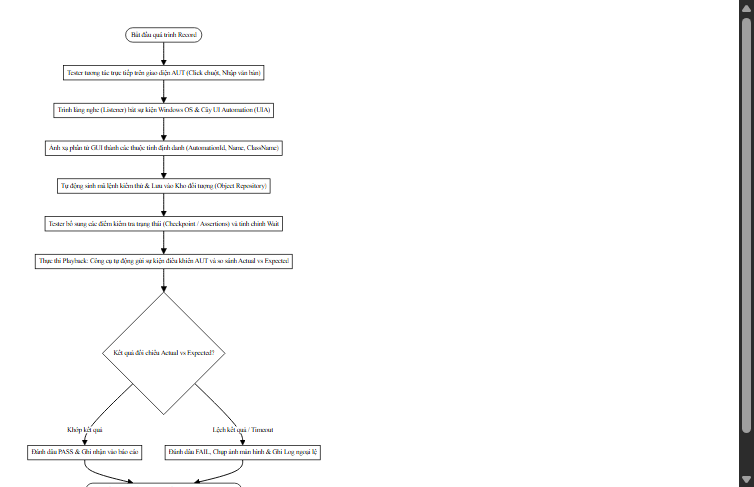 Bắt đầu quá trình Record
Tester tương tác trực tiếp trên giao diện AUT (Click chuột, Nhập văn bản)
Trình lắng nghe (Listener) bắt sự kiện Windows OS & Cây UI Automation (UIA)
Ánh xạ phần tử GUI thành các thuộc tính định danh (AutomationId, Name, ClassName)
Tự động sinh mã lệnh kiểm thử & Lưu vào Kho đối tượng (Object Repository)
Tester bổ sung các điểm kiểm tra trạng thái (Checkpoint / Assertions) và tinh chỉnh Wait
Thực thi Playback: Công cụ tự động gửi sự kiện điều khiển AUT và so sánh Actual vs Expected
Kết quả đối chiếu Actual vs Expected?
Khớp kết quả
Lệch kết quả / Timeout
Đánh dấu PASS & Ghi nhận vào báo cáo
Đánh dấu FAIL, Chụp ảnh màn hình & Ghi Log ngoại lệ